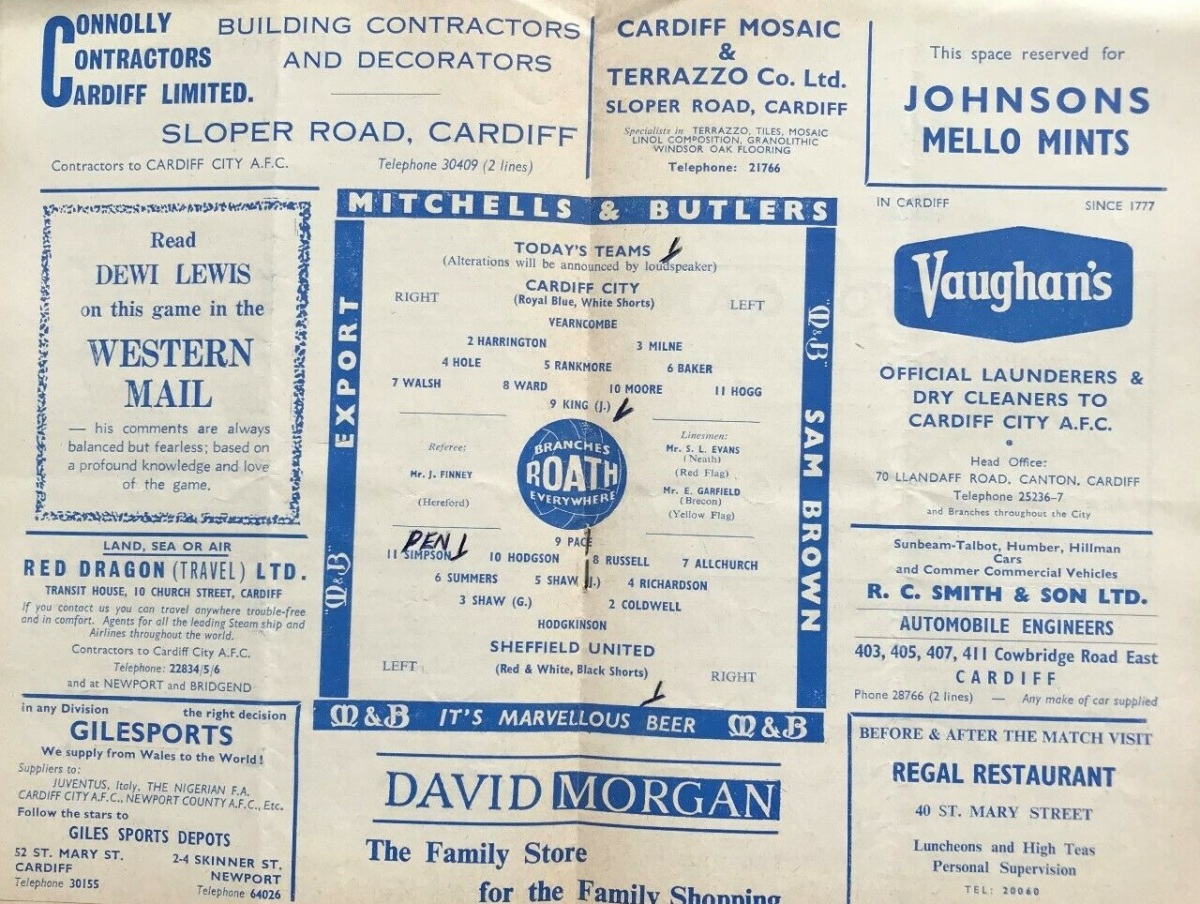 CONNOLLY
CONTRACTORS
CARDIFF LIMITED.
BUILDING CONTRACTORS
AND DECORATORS
SLOPER ROAD, CARDIFF
Contractors to CARDIFF CITY A.F.C.
Telephone 30409 (2 lines)
CARDIFF MOSAIC
&
TERRAZZO Co. Ltd.
SLOPER ROAD, CARDIFF
Specialists in TERRAZZO, TILES, MOSAIC
LINOL COMPOSITION, GRANOLITHIC
WINDSOR OAK FLOORING
Telephone: 21766
This space reserved for
JOHNSONS
MELLO MINTS
Read
DEWI LEWIS
on this game in the
WESTERN
MAIL
— his comments are always
balanced but fearless; based on
a profound knowledge and love
of the game.
MITCHELLS & BUTLERS
EXPORT
"M&B"
"M&B"
SAM BROWN
TODAY'S TEAMS
(Alterations will be announced by loudspeaker)
CARDIFF CITY
RIGHT
(Royal Blue, White Shorts)
LEFT
VEARNCOMBE
2 HARRINGTON
3 MILNE
4 HOLE
5 RANKMORE
6 BAKER
7 WALSH
8 WARD
10 MOORE
11 HOGG
9 KING (J.)
Referee:
Mr. J. FINNEY
(Hereford)
BRANCHES
ROATH
EVERYWHERE
Linesmen:
Mr. S. L. EVANS
(Neath)
(Red Flag)
Mr. E. GARFIELD
(Brecon)
(Yellow Flag)
PEN 1
9 PACE
11 SIMPSON
10 HODGSON
8 RUSSELL
7 ALLCHURCH
6 SUMMERS
5 SHAW (J.)
4 RICHARDSON
3 SHAW (G.)
2 COLDWELL
HODGKINSON
SHEFFIELD UNITED
LEFT
(Red & White, Black Shorts)
RIGHT
M&B IT'S MARVELLOUS BEER M&B
IN CARDIFF
SINCE 1777
Vaughan's
OFFICIAL LAUNDERERS &
DRY CLEANERS TO
CARDIFF CITY A.F.C.
Head Office:
70 LLANDAFF ROAD, CANTON, CARDIFF
Telephone 25236-7
and Branches throughout the City
LAND, SEA OR AIR
RED DRAGON (TRAVEL) LTD.
TRANSIT HOUSE, 10 CHURCH STREET, CARDIFF
If you contact us you can travel anywhere trouble-free
and in comfort. Agents for all the leading Steam ship and
Airlines throughout the world.
Contractors to Cardiff City A.F.C.
Telephone: 22834/5/6
and at NEWPORT and BRIDGEND
Sunbeam-Talbot, Humber, Hillman
Cars
and Commer Commercial Vehicles
R. C. SMITH & SON LTD.
AUTOMOBILE ENGINEERS
403, 405, 407, 411 Cowbridge Road East
CARDIFF
Phone 28766 (2 lines) — Any make of car supplied
in any Division
the right decision
GILESPORTS
We supply from Wales to the World!
Suppliers to:
JUVENTUS, Italy, THE NIGERIAN F.A.
CARDIFF CITY A.F.C., NEWPORT COUNTY A.F.C., Etc.
Follow the stars to
GILES SPORTS DEPOTS
52 ST. MARY ST.
CARDIFF
Telephone 30155
2-4 SKINNER ST.
NEWPORT
Telephone 64026
DAVID MORGAN
The Family Store
for the Family Shopping
BEFORE & AFTER THE MATCH VISIT
REGAL RESTAURANT
40 ST. MARY STREET
Luncheons and High Teas
Personal Supervision
TEL: 20060